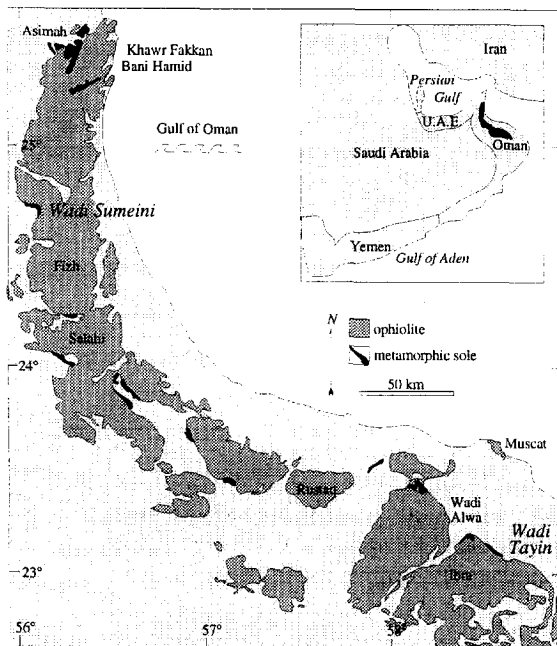 Asimah
Khawr Fakkan
Bani Hamid
Gulf of Oman
Iran
Persian
Gulf
U.A.E.
Oman
Saudi Arabia
Yemen
Gulf of Aden
25°
Wadi Sumeini
Fizh
Salahi
24°
N
ophiolite
metamorphic sole
50 km
Muscat
Rustaq
Wadi
Alwa
Wadi
Tayin
Ibra
23°
56°
57°
58°